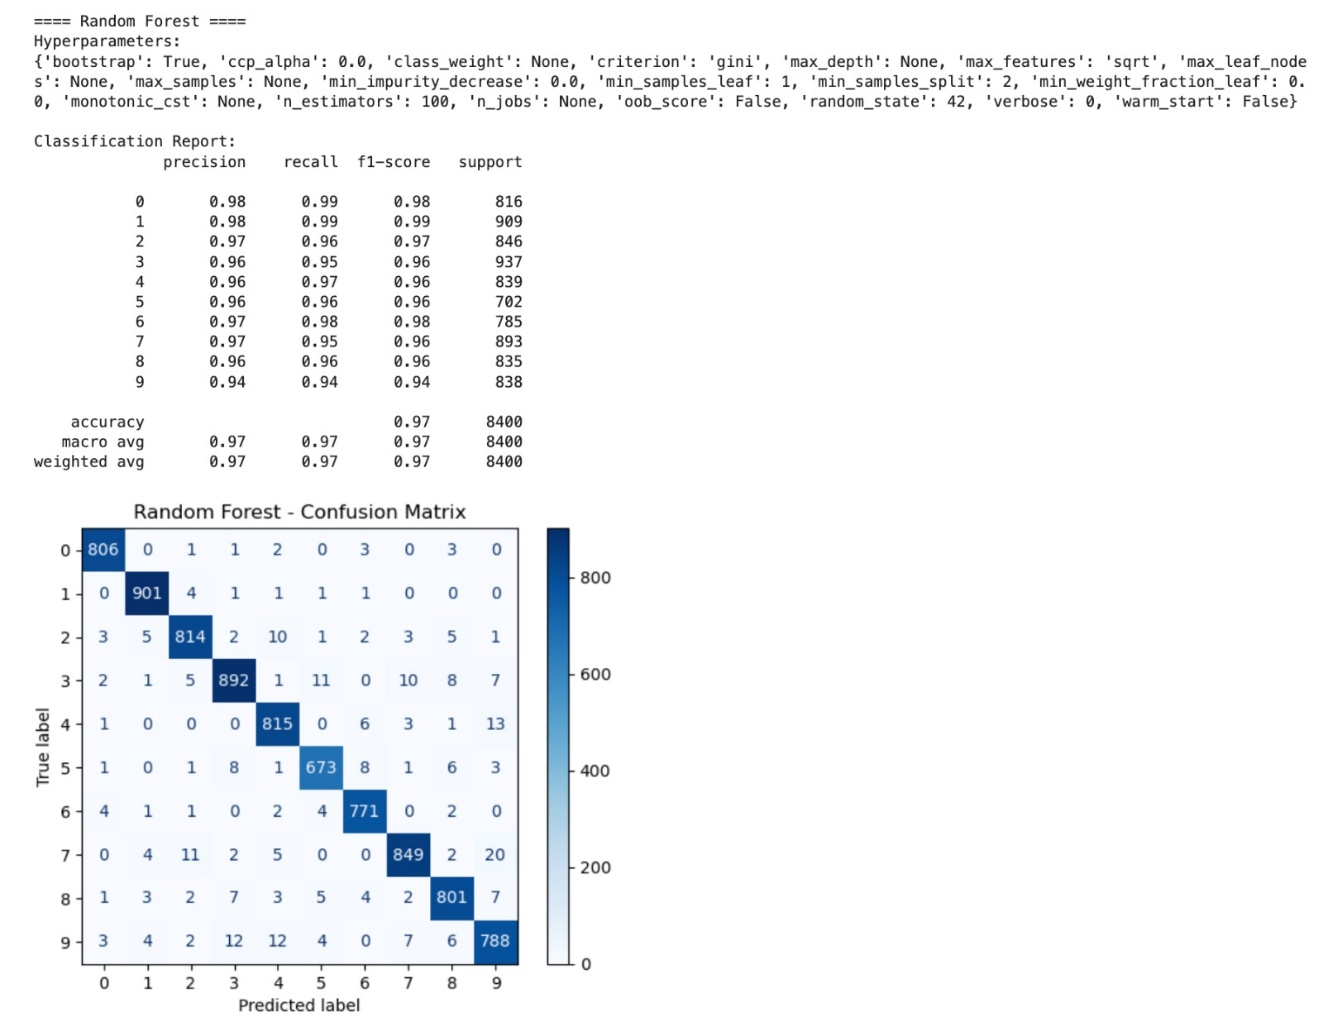 ==== Random Forest ====
Hyperparameters:
{'bootstrap': True, 'ccp_alpha': 0.0, 'class_weight': None, 'criterion': 'gini', 'max_depth': None, 'max_features': 'sqrt', 'max_leaf_node
s': None, 'max_samples': None, 'min_impurity_decrease': 0.0, 'min_samples_leaf': 1, 'min_samples_split': 2, 'min_weight_fraction_leaf': 0.
0, 'monotonic_cst': None, 'n_estimators': 100, 'n_jobs': None, 'oob_score': False, 'random_state': 42, 'verbose': 0, 'warm_start': False}
Classification Report:
precision recall f1-score support
0 0.98 0.99 0.98 816
1 0.98 0.99 0.99 909
2 0.97 0.96 0.97 846
3 0.96 0.95 0.96 937
4 0.96 0.97 0.96 839
5 0.96 0.96 0.96 702
6 0.97 0.98 0.98 785
7 0.97 0.95 0.96 893
8 0.96 0.96 0.96 835
9 0.94 0.94 0.94 838
accuracy 0.97 8400
macro avg 0.97 0.97 0.97 8400
weighted avg 0.97 0.97 0.97 8400
Random Forest - Confusion Matrix
0 806 0 1 1 2 0 3 0 3 0
1 0 901 4 1 1 1 1 0 0 0
2 3 5 814 2 10 1 2 3 5 1
3 2 1 5 892 1 11 0 10 8 7
4 1 0 0 0 815 0 6 3 1 13
5 1 0 1 8 1 673 8 1 6 3
6 4 1 1 0 2 4 771 0 2 0
7 0 4 11 2 5 0 0 849 2 20
8 1 3 2 7 3 5 4 2 801 7
9 3 4 2 12 12 4 0 7 6 788
0 1 2 3 4 5 6 7 8 9
Predicted label
True label
800
600
400
200
0